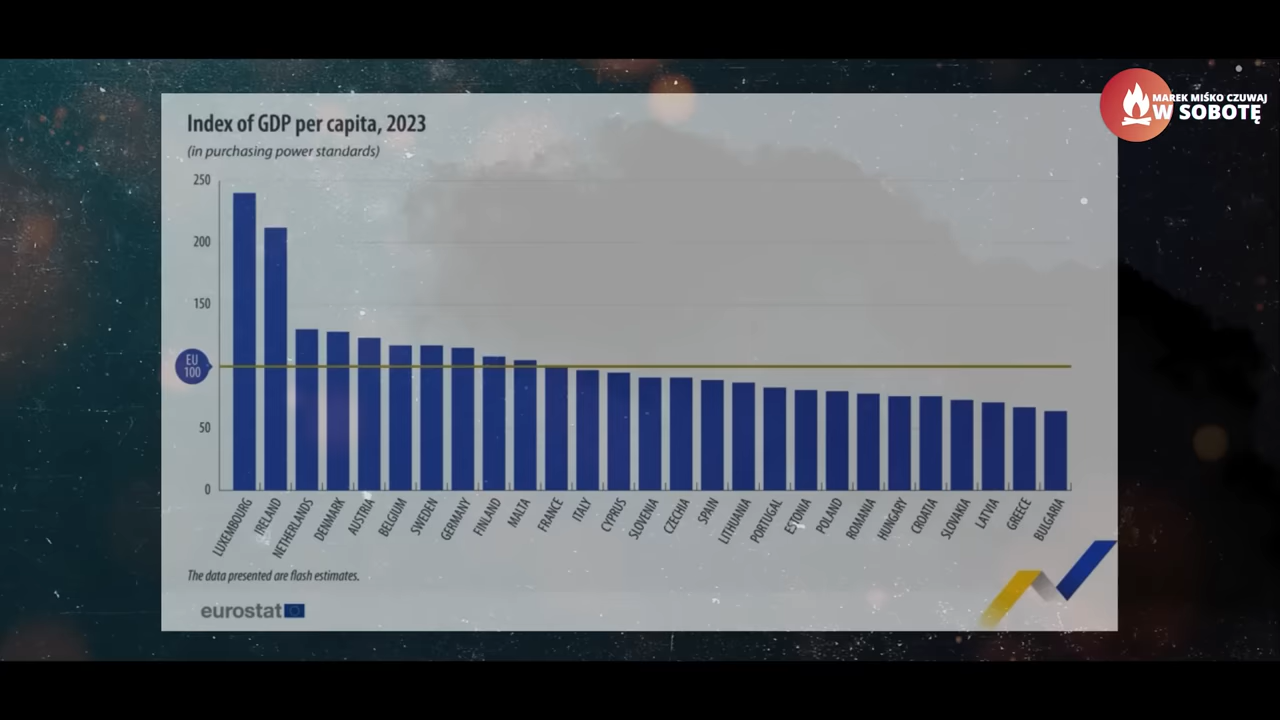 Index of GDP per capita, 2023
(in purchasing power standards)
MAREK MIŚKO CZUWAJ
W SOBOTĘ
250
200
150
EU
100
50
0
LUXEMBOURG
IRELAND
NETHERLANDS
DENMARK
AUSTRIA
BELGIUM
SWEDEN
GERMANY
FINLAND
MALTA
FRANCE
ITALY
CYPRUS
SLOVENIA
CZECHIA
SPAIN
LITHUANIA
PORTUGAL
ESTONIA
POLAND
ROMANIA
HUNGARY
CROATIA
SLOVAKIA
LATVIA
GREECE
BULGARIA
The data presented are flash estimates.
eurostat